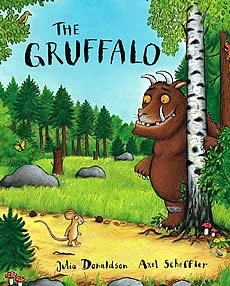 THE
GRUFFALO
Julia Donaldson Axel Scheffler